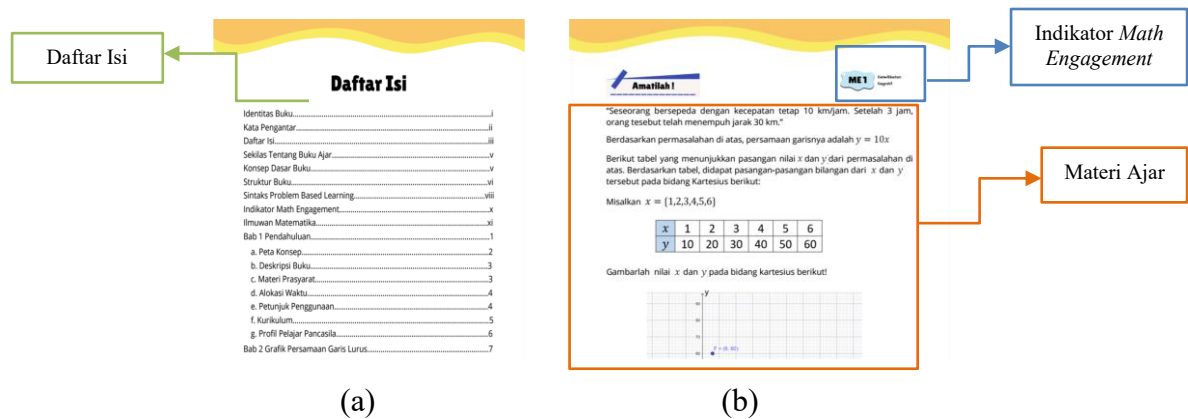 Daftar Isi
Daftar Isi
Identitas Buku.....i
Kata Pengantar.....ii
Daftar Isi.....iii
Sekilas Tentang Buku Ajar.....v
Konsep Dasar Buku.....v
Struktur Buku.....vi
Sintaks Problem Based Learning.....viii
Indikator Math Engagement.....x
Ilmuwan Matematika.....xi
Bab 1 Pendahuluan.....1
a. Peta Konsep.....2
b. Deskripsi Buku.....3
c. Materi Prasyarat.....3
d. Alokasi Waktu.....4
e. Petunjuk Penggunaan.....4
f. Kurikulum.....5
g. Profil Pelajar Pancasila.....6
Bab 2 Grafik Persamaan Garis Lurus.....7
(a)
Amatilah !
ME 1
Keterlibatan
Kognitif
Indikator Math
Engagement
"Seseorang bersepeda dengan kecepatan tetap 10 km/jam. Setelah 3 jam,
orang tesebut telah menempuh jarak 30 km."
Berdasarkan permasalahan di atas, persamaan garisnya adalah y = 10x
Berikut tabel yang menunjukkan pasangan nilai x dan y dari permasalahan di
atas. Berdasarkan tabel, didapat pasangan-pasangan bilangan dari x dan y
tersebut pada bidang Kartesius berikut:
Misalkan x = {1,2,3,4,5,6}
x 1 2 3 4 5 6
y 10 20 30 40 50 60
Gambarlah nilai x dan y pada bidang kartesius berikut!
y
Materi Ajar
(b)